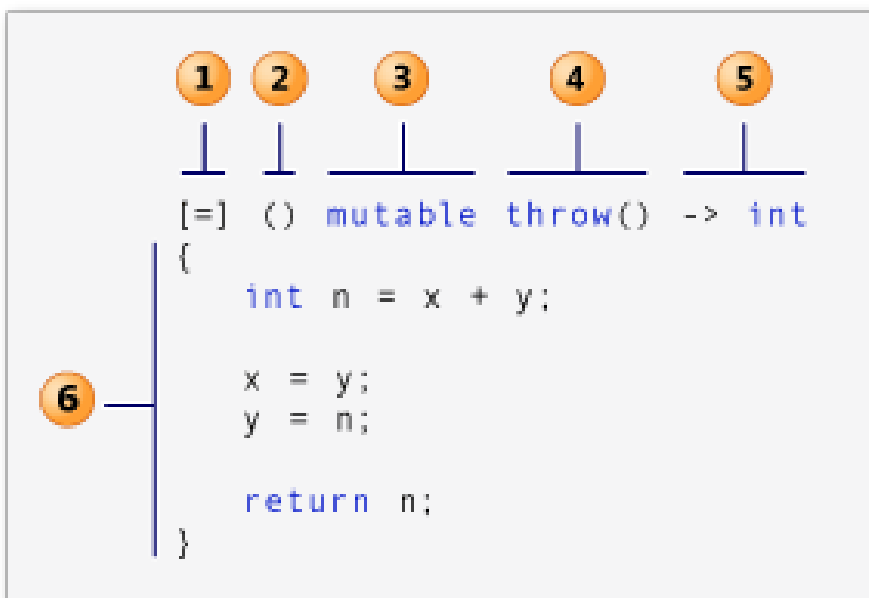 1 2 3 4 5
[=] () mutable throw() -> int
{
int n = x + y;
x = y;
6
y = n;
return n;
}